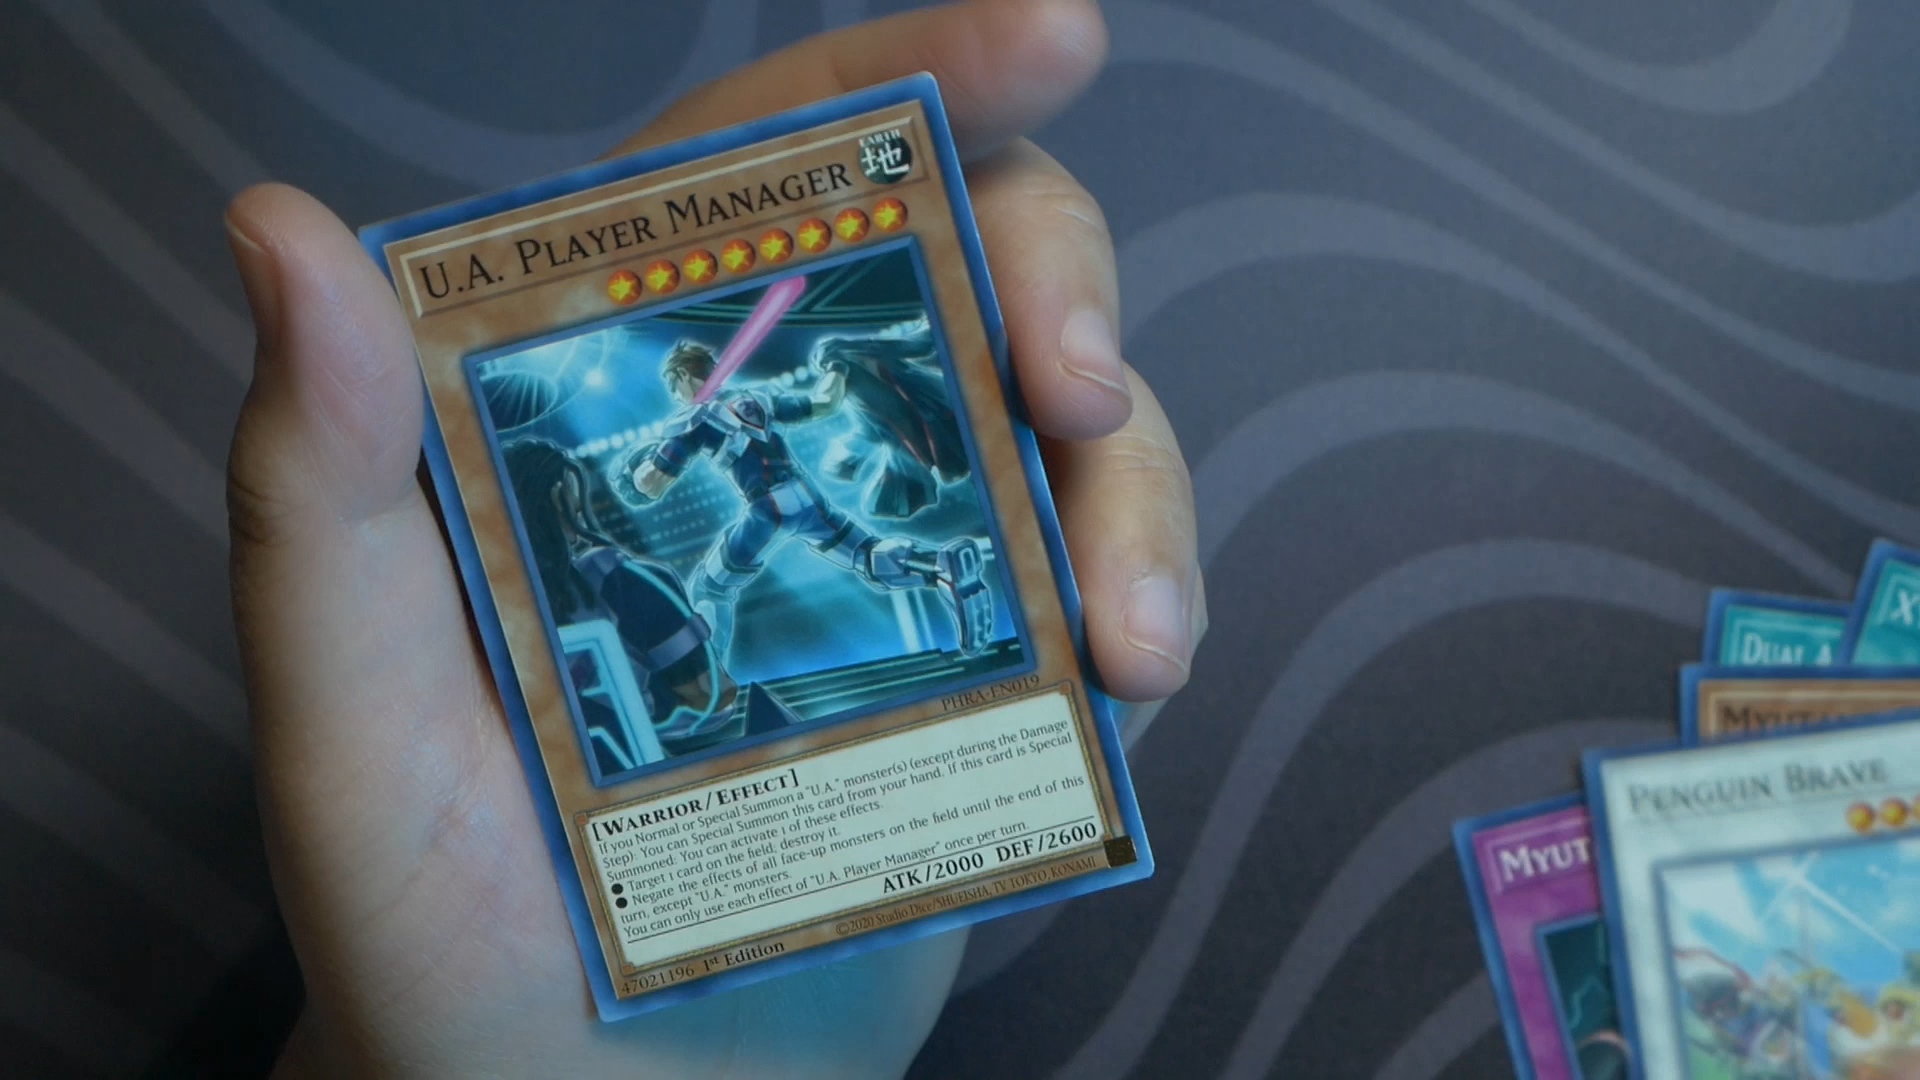 EARTH
地
U.A. PLAYER MANAGER
PHRA-EN019
[WARRIOR/EFFECT]
If you Normal or Special Summon a "U.A." monster(s) (except during the Damage
Step): You can Special Summon this card from your hand. If this card is Special
Summoned: You can activate 1 of these effects.
● Target 1 card on the field; destroy it.
● Negate the effects of all face-up monsters on the field until the end of this
turn, except "U.A." monsters.
You can only use each effect of "U.A. Player Manager" once per turn.
ATK/2000 DEF/2600
47021196 1st Edition
©2020 Studio Dice/SHUEISHA, TV TOKYO, KONAMI
DUAL A
XY
MYUT
PENGUIN BRAVE
MYUT